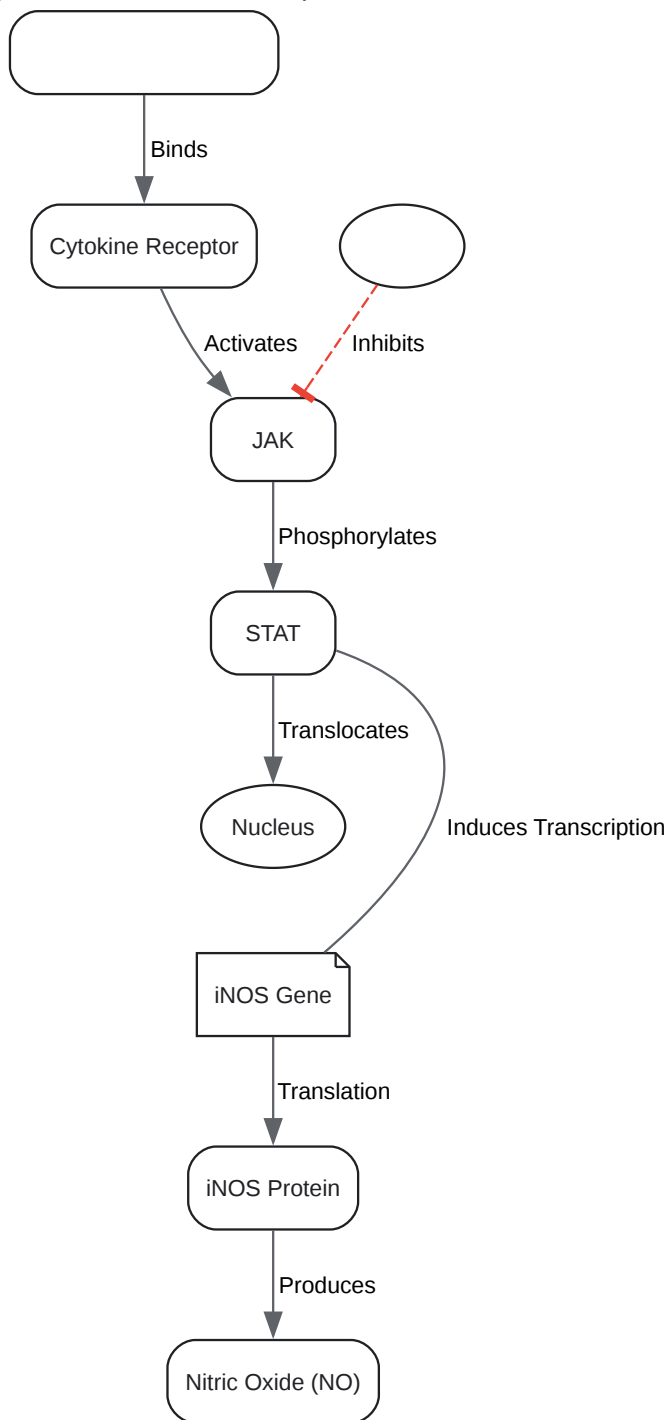 Binds
Cytokine Receptor
Activates
Inhibits
JAK
Phosphorylates
STAT
Translocates
Nucleus
Induces Transcription
iNOS Gene
Translation
iNOS Protein
Produces
Nitric Oxide (NO)